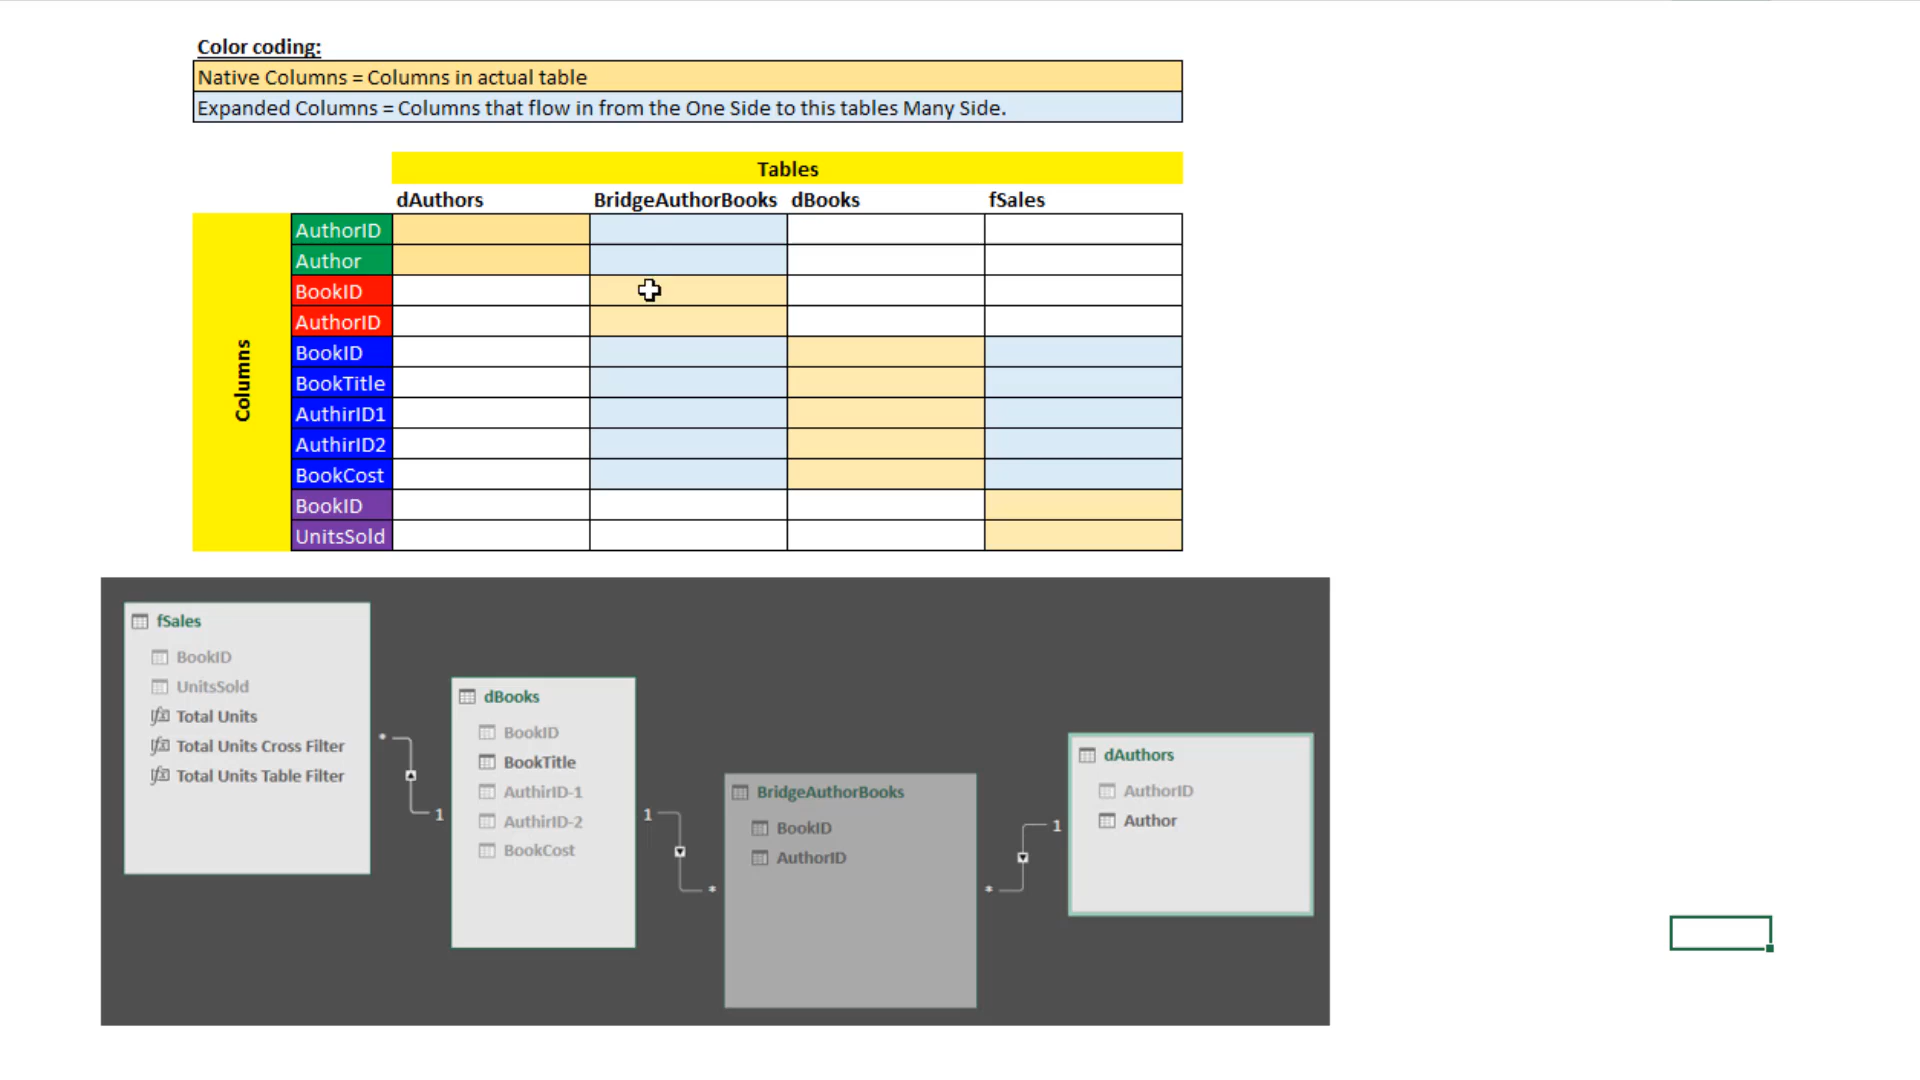 Color coding:
Native Columns = Columns in actual table
Expanded Columns = Columns that flow in from the One Side to this tables Many Side.
Tables
dAuthors BridgeAuthorBooks dBooks fSales
Columns
AuthorID
Author
BookID
AuthorID
BookID
BookTitle
AuthirID1
AuthirID2
BookCost
BookID
UnitsSold
fSales
BookID
UnitsSold
Total Units
Total Units Cross Filter
Total Units Table Filter
* 1
dBooks
BookID
BookTitle
AuthirID-1
AuthirID-2
BookCost
1 *
BridgeAuthorBooks
BookID
AuthorID
* 1
dAuthors
AuthorID
Author